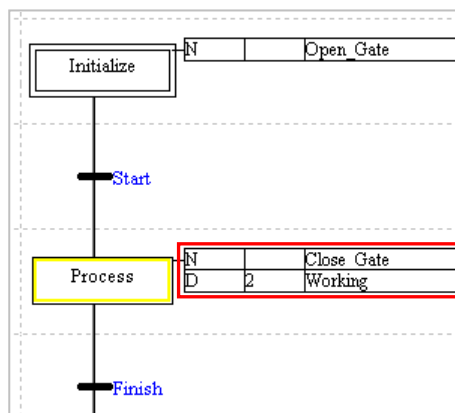 N Open_Gate
Initialize
Start
N Close_Gate
Process
D 2 Working
Finish